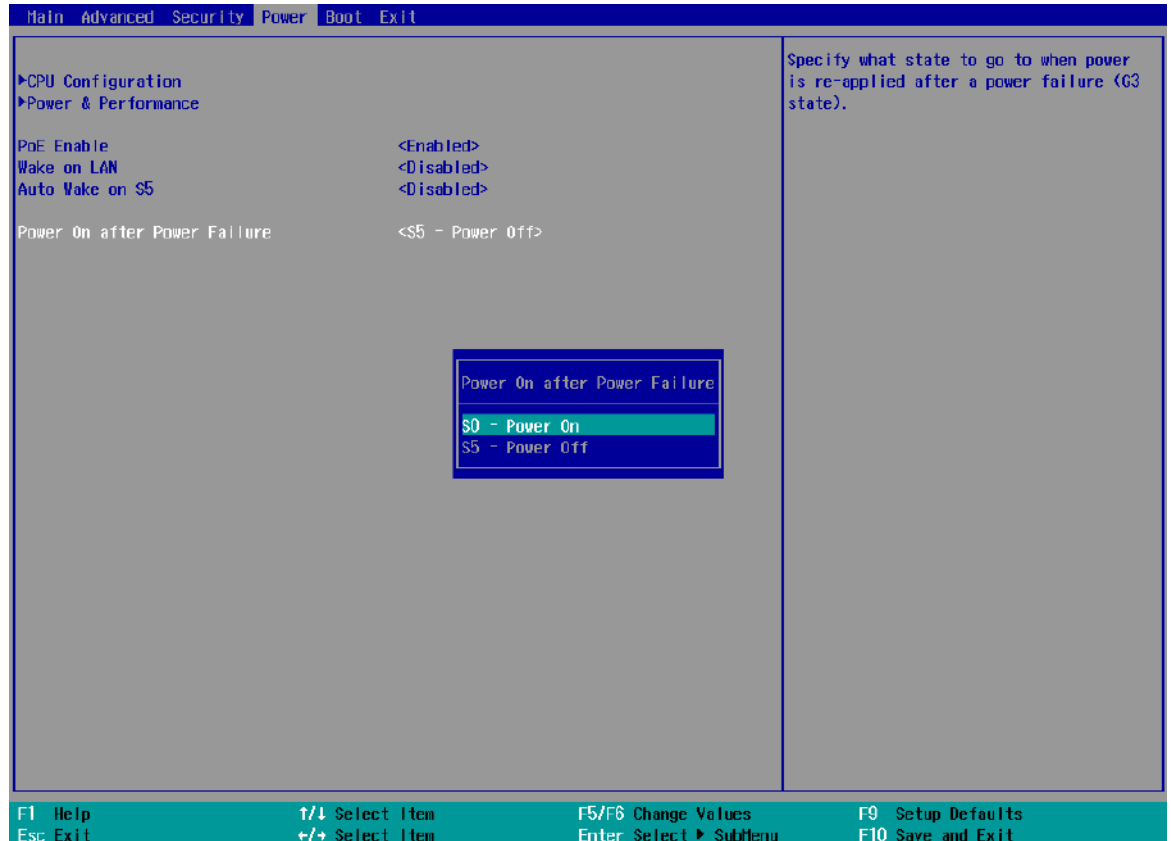 Main Advanced Security Power Boot Exit
▶CPU Configuration
▶Power & Performance
PoE Enable <Enabled>
Wake on LAN <Disabled>
Auto Wake on S5 <Disabled>
Power On after Power Failure <S5 - Power Off>
Specify what state to go to when power
is re-applied after a power failure (G3
state).
Power On after Power Failure
S0 - Power On
S5 - Power Off
F1 Help ↑/↓ Select Item F5/F6 Change Values F9 Setup Defaults
Esc Exit ←/→ Select Item Enter Select ▶ SubMenu F10 Save and Exit